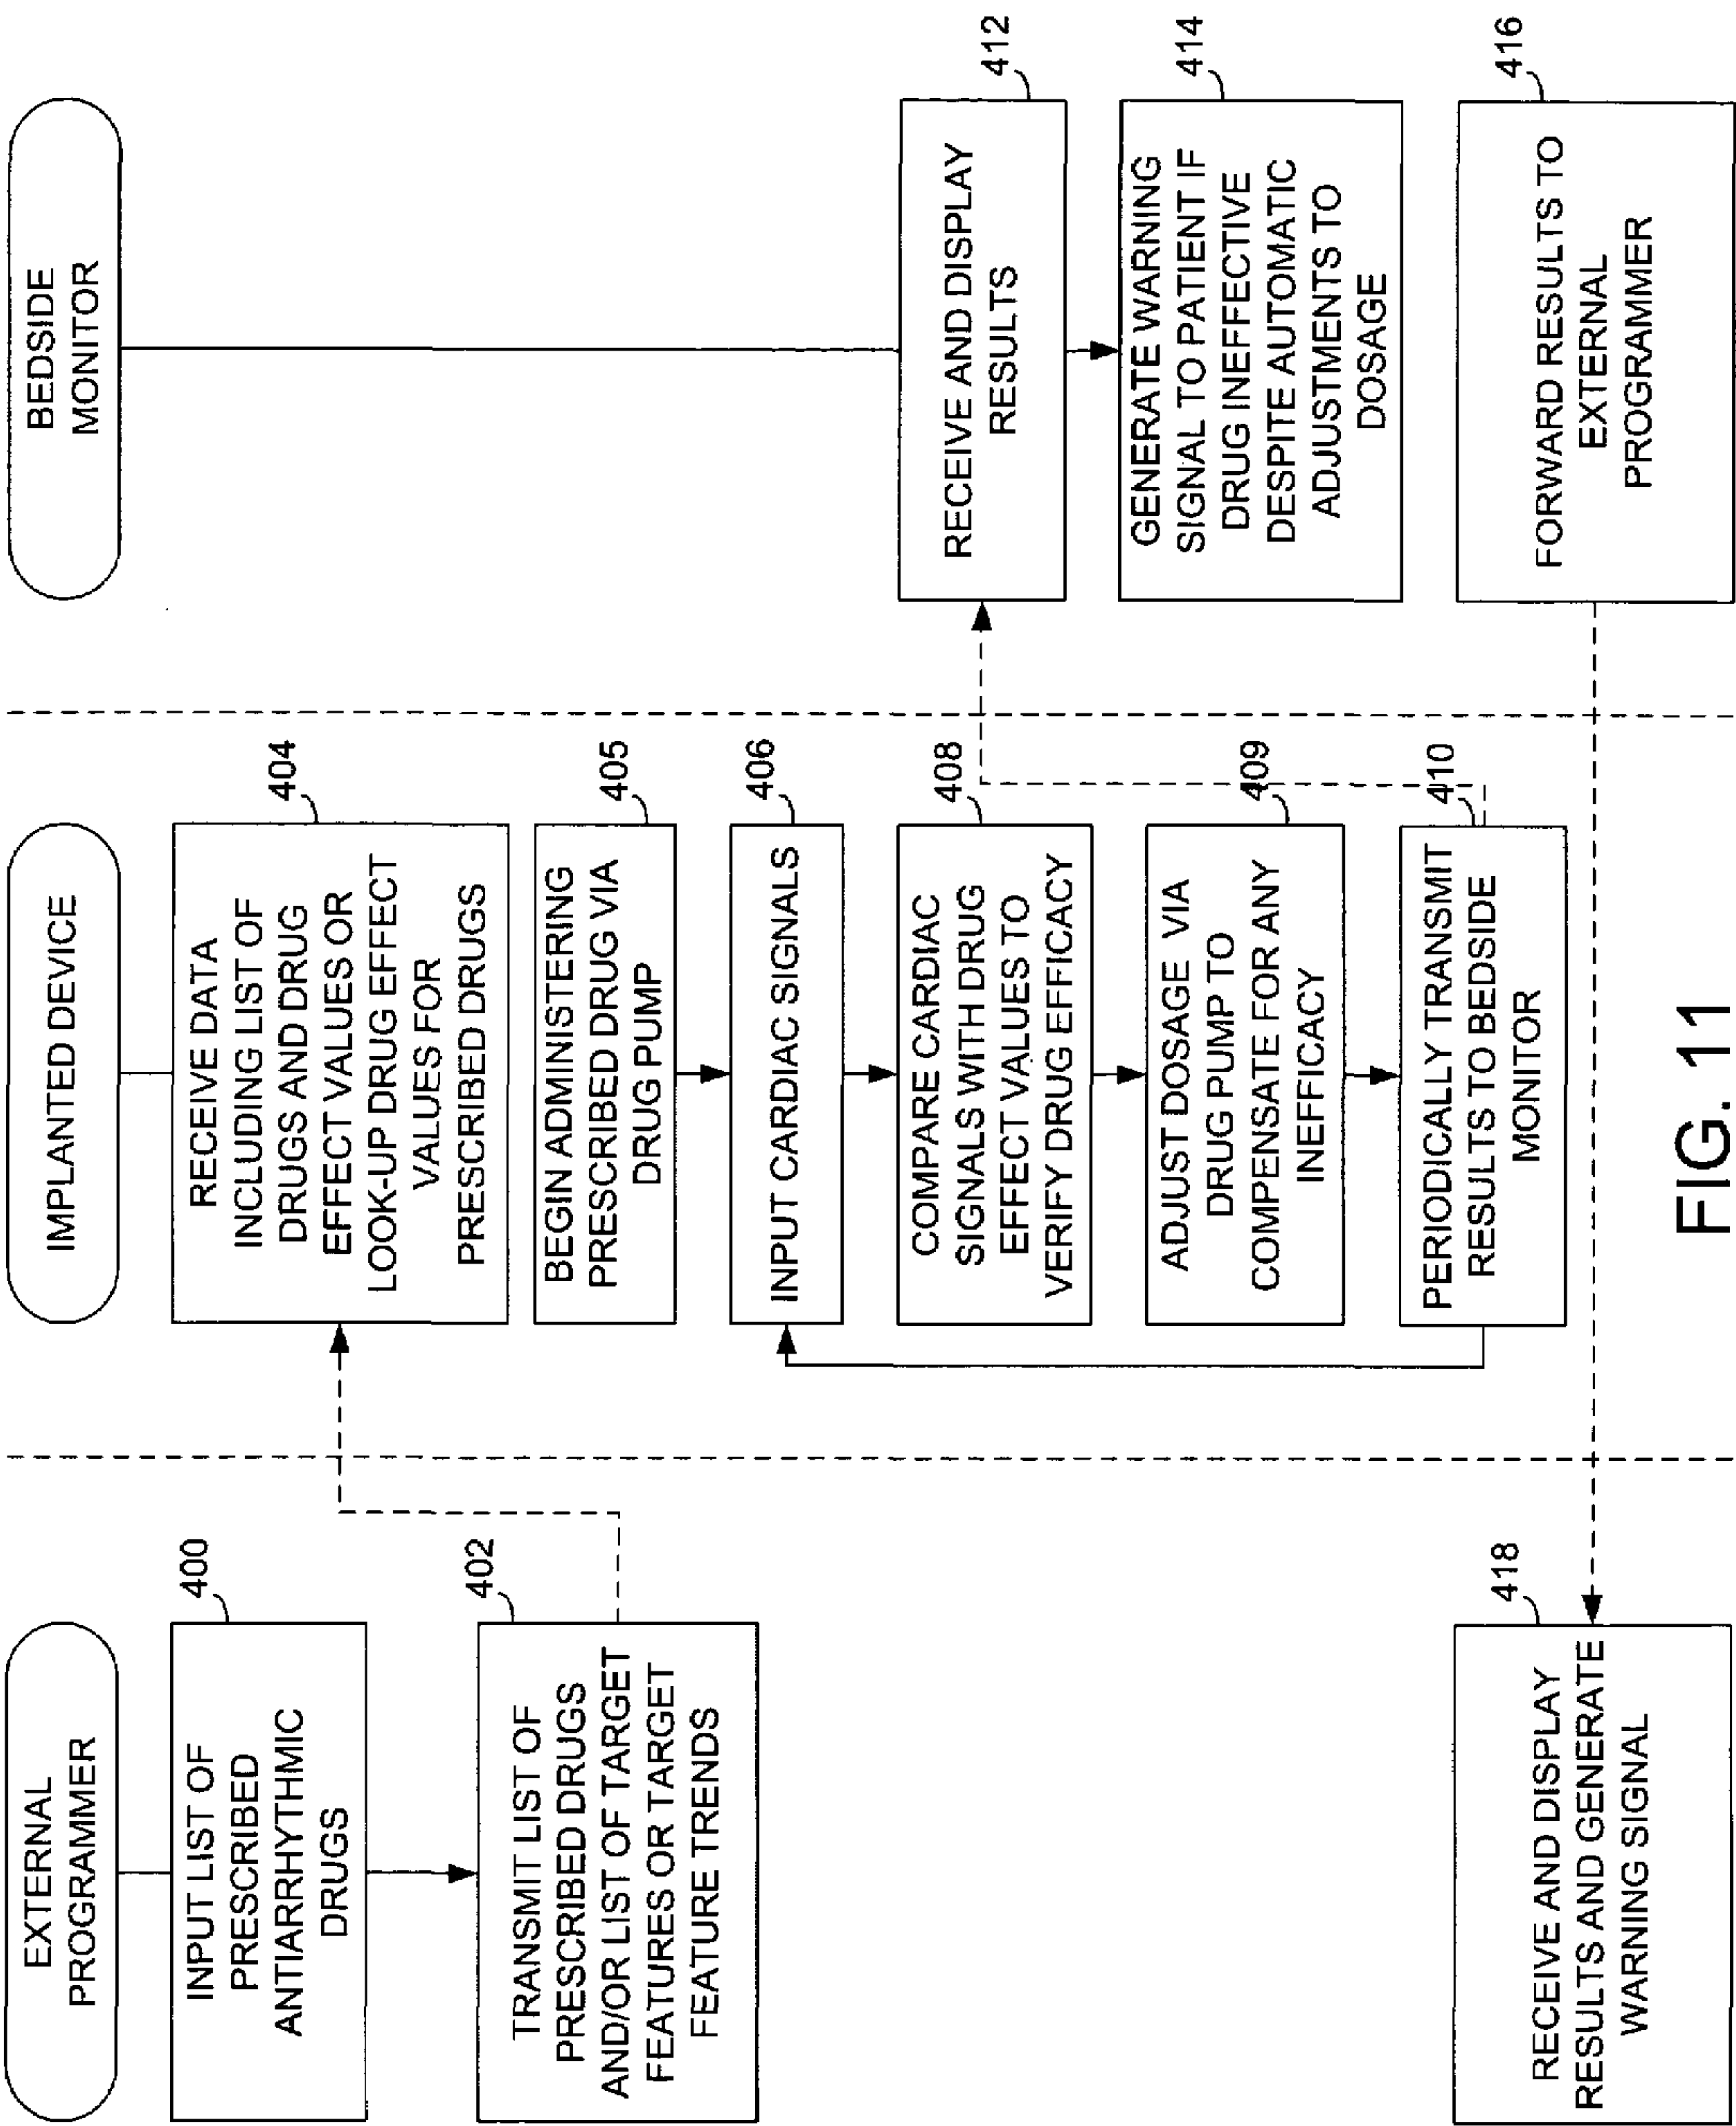 EXTERNAL
PROGRAMMER
400
INPUT LIST OF
PRESCRIBED
ANTIARRHYTHMIC
DRUGS
402
TRANSMIT LIST OF
PRESCRIBED DRUGS
AND/OR LIST OF TARGET
FEATURES OR TARGET
FEATURE TRENDS
418
RECEIVE AND DISPLAY
RESULTS AND GENERATE
WARNING SIGNAL
IMPLANTED DEVICE
404
RECEIVE DATA
INCLUDING LIST OF
DRUGS AND DRUG
EFFECT VALUES OR
LOOK-UP DRUG EFFECT
VALUES FOR
PRESCRIBED DRUGS
405
BEGIN ADMINISTERING
PRESCRIBED DRUG VIA
DRUG PUMP
406
INPUT CARDIAC SIGNALS
408
COMPARE CARDIAC
SIGNALS WITH DRUG
EFFECT VALUES TO
VERIFY DRUG EFFICACY
409
ADJUST DOSAGE VIA
DRUG PUMP TO
COMPENSATE FOR ANY
INEFFICACY
410
PERIODICALLY TRANSMIT
RESULTS TO BEDSIDE
MONITOR
BEDSIDE
MONITOR
412
RECEIVE AND DISPLAY
RESULTS
414
GENERATE WARNING
SIGNAL TO PATIENT IF
DRUG INEFFECTIVE
DESPITE AUTOMATIC
ADJUSTMENTS TO
DOSAGE
416
FORWARD RESULTS TO
EXTERNAL
PROGRAMMER
FIG. 11